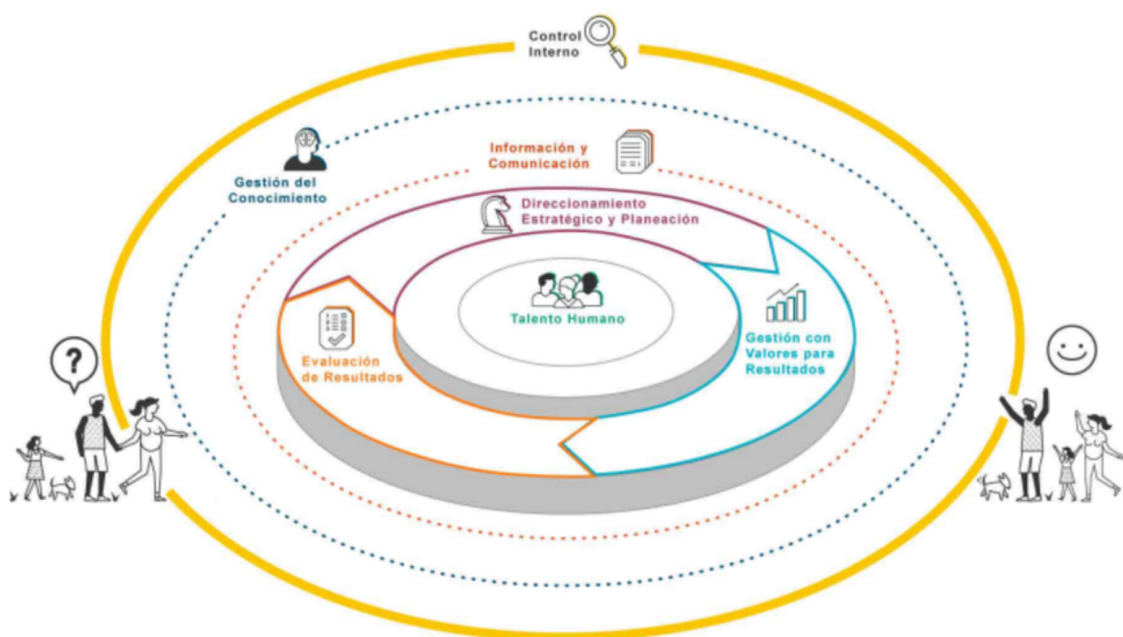 Control
Interno
Información y
Comunicación
Gestión del
Conocimiento
Direccionamiento
Estratégico y Planeación
Talento Humano
Gestión con
Valores para
Resultados
Evaluación
de Resultados
?